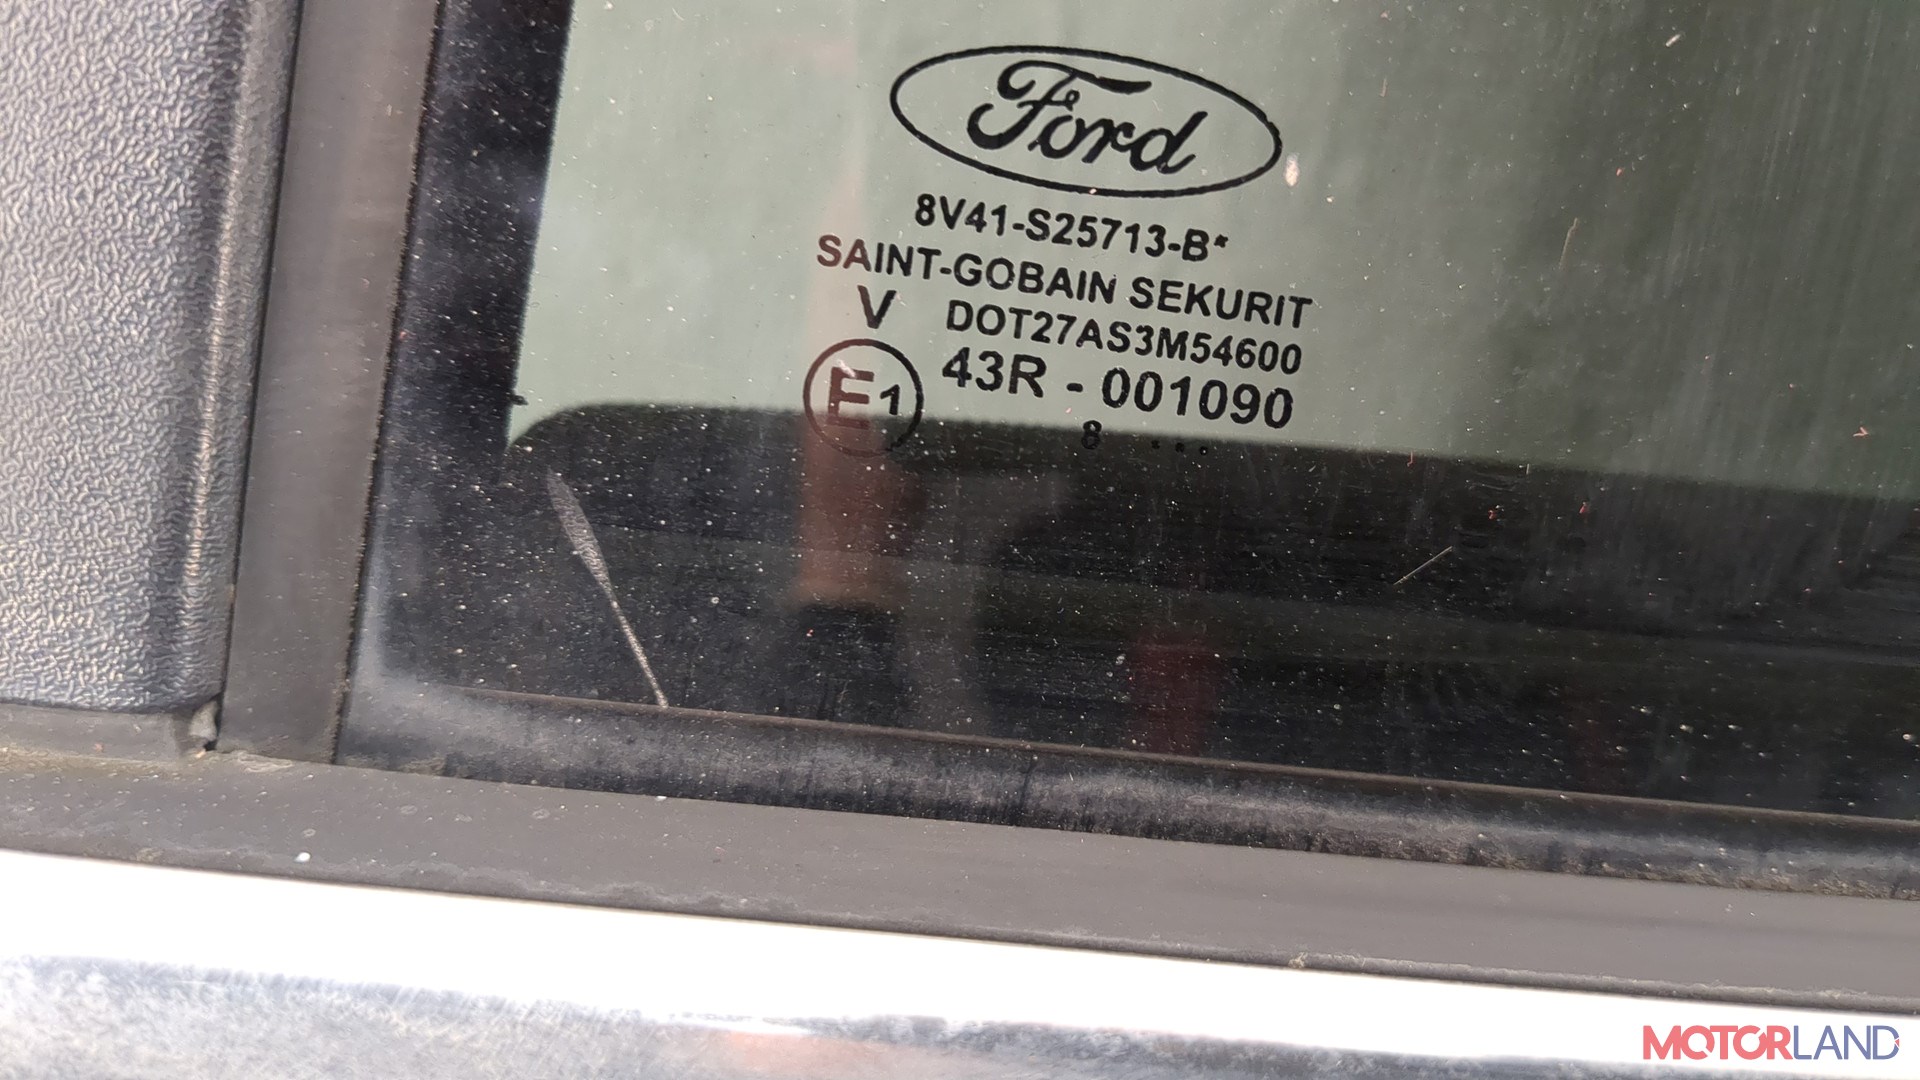 Ford
8V41-S25713-B*
SAINT-GOBAIN SEKURIT
V DOT27AS3M54600
E1 43R - 001090
8 ...
MOTORLAND